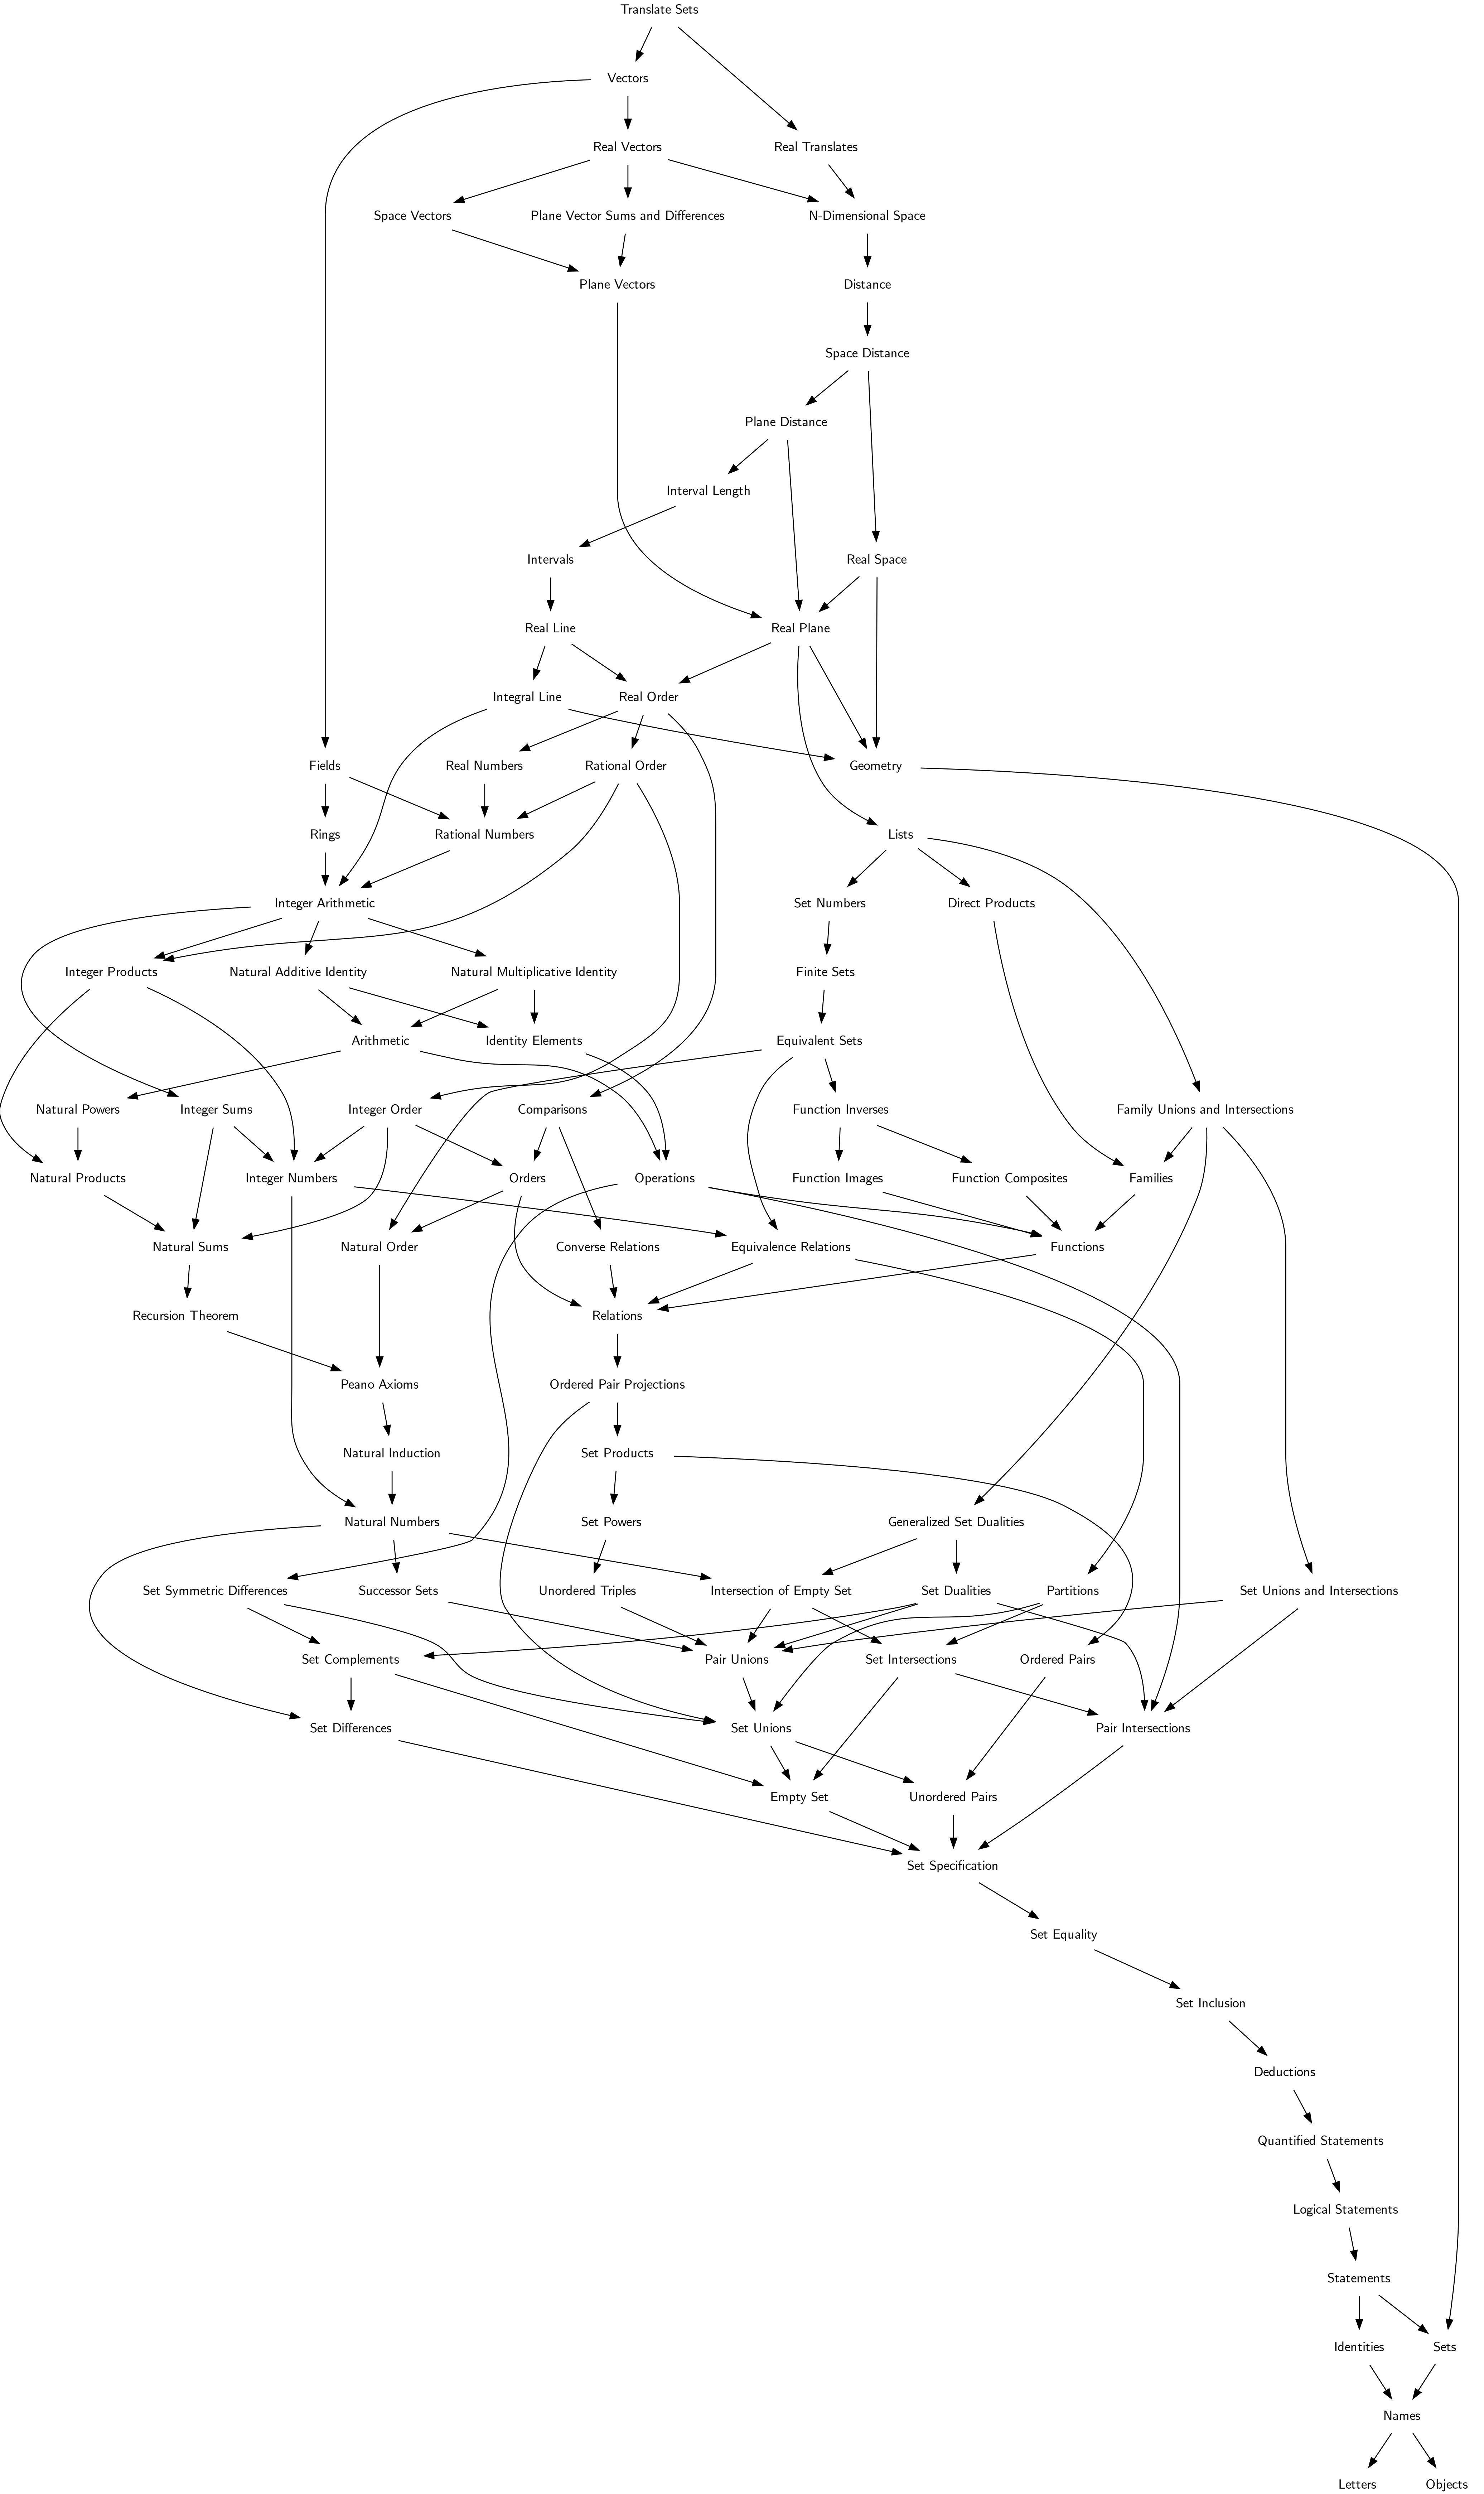 Translate Sets
Vectors
Real Vectors
Real Translates
Space Vectors
Plane Vector Sums and Differences
N-Dimensional Space
Plane Vectors
Distance
Space Distance
Plane Distance
Interval Length
Intervals
Real Space
Real Line
Real Plane
Integral Line
Real Order
Fields
Real Numbers
Rational Order
Geometry
Rings
Rational Numbers
Lists
Integer Arithmetic
Set Numbers
Direct Products
Integer Products
Natural Additive Identity
Natural Multiplicative Identity
Finite Sets
Arithmetic
Identity Elements
Equivalent Sets
Natural Powers
Integer Sums
Integer Order
Comparisons
Function Inverses
Family Unions and Intersections
Natural Products
Integer Numbers
Orders
Operations
Function Images
Function Composites
Families
Natural Sums
Natural Order
Converse Relations
Equivalence Relations
Functions
Recursion Theorem
Relations
Peano Axioms
Ordered Pair Projections
Natural Induction
Set Products
Natural Numbers
Set Powers
Generalized Set Dualities
Set Symmetric Differences
Successor Sets
Unordered Triples
Intersection of Empty Set
Set Dualities
Partitions
Set Unions and Intersections
Set Complements
Pair Unions
Set Intersections
Ordered Pairs
Set Differences
Set Unions
Pair Intersections
Empty Set
Unordered Pairs
Set Specification
Set Equality
Set Inclusion
Deductions
Quantified Statements
Logical Statements
Statements
Identities
Sets
Names
Letters
Objects